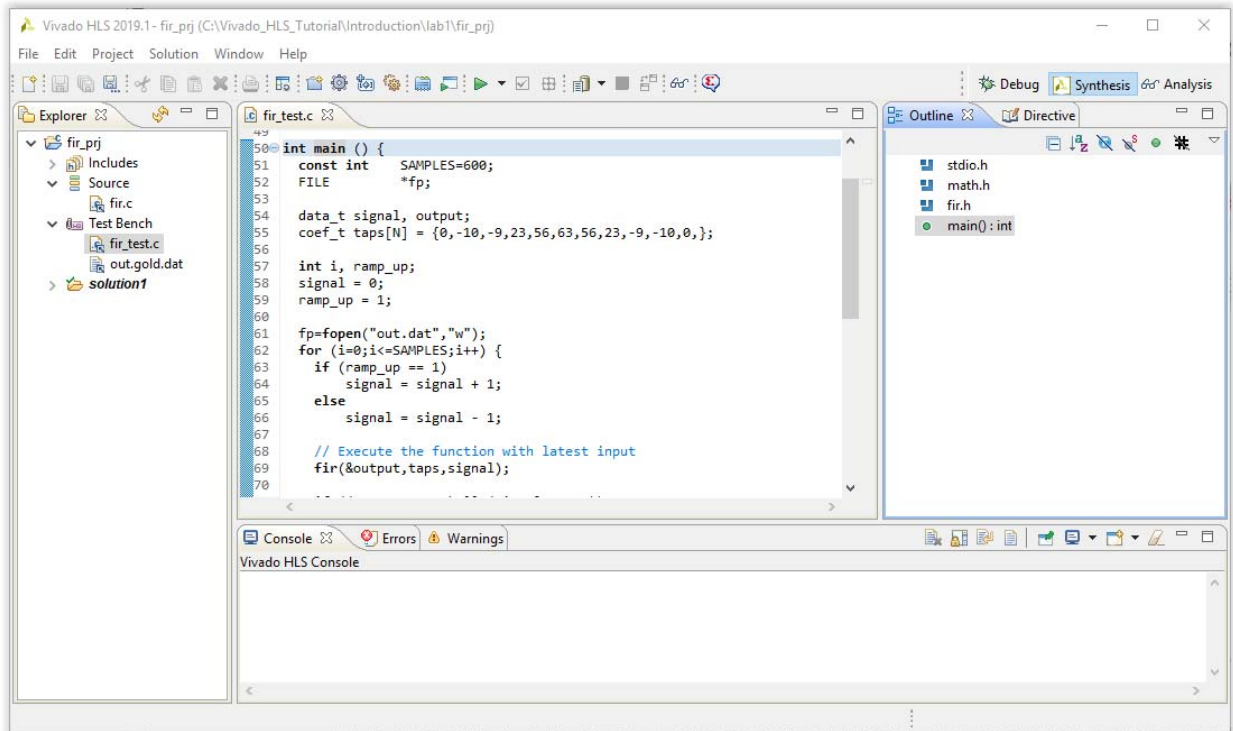 Vivado HLS 2019.1 - fir_prj (C:\Vivado_HLS_Tutorial\Introduction\lab1\fir_prj)
File Edit Project Solution Window Help
Debug Synthesis Analysis
Explorer
fir_prj
Includes
Source
fir.c
Test Bench
fir_test.c
out.gold.dat
solution1
fir_test.c
49
50 int main () {
51 const int SAMPLES=600;
52 FILE *fp;
53
54 data_t signal, output;
55 coef_t taps[N] = {0,-10,-9,23,56,63,56,23,-9,-10,0,};
56
57 int i, ramp_up;
58 signal = 0;
59 ramp_up = 1;
60
61 fp=fopen("out.dat","w");
62 for (i=0;i<=SAMPLES;i++) {
63 if (ramp_up == 1)
64 signal = signal + 1;
65 else
66 signal = signal - 1;
67
68 // Execute the function with latest input
69 fir(&output,taps,signal);
70
Outline Directive
stdio.h
math.h
fir.h
main() : int
Console Errors Warnings
Vivado HLS Console